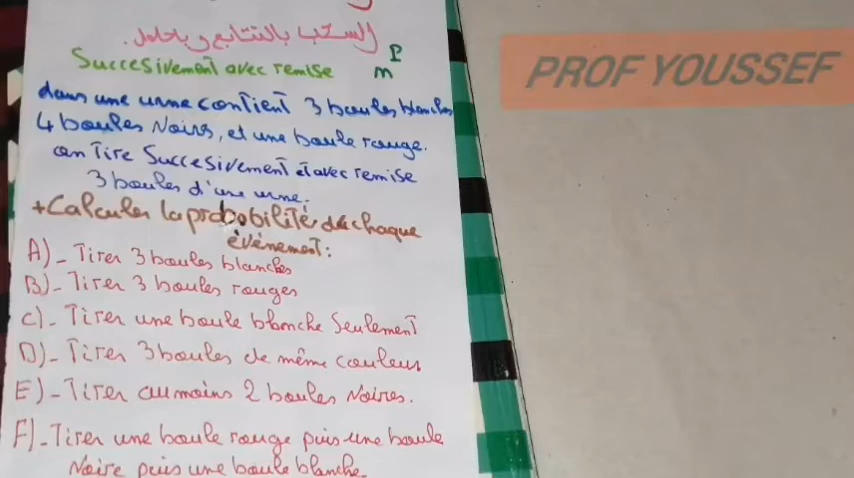 السحب بالتتابع وبإحلال.
Succesivement avec remise
n^P
dans une urne contient 3 boules blanches
4 boules Noirs, et une boule rouge.
on Tire Succesivement et avec remise
3 boules d'une urne.
+Calculer la probobilité de chaque
évènement:
A)_ Tirer 3 boules blanches
B)_ Tirer 3 boules rouges
C)_ Tirer une boule blanche Seulement
D)_ Tirer 3 boules de même couleur
E)_ Tirer au moins 2 boules Noires.
F)_ Tirer une boule rouge puis une boule
Noire puis une boule blanche
PROF YOUSSEF